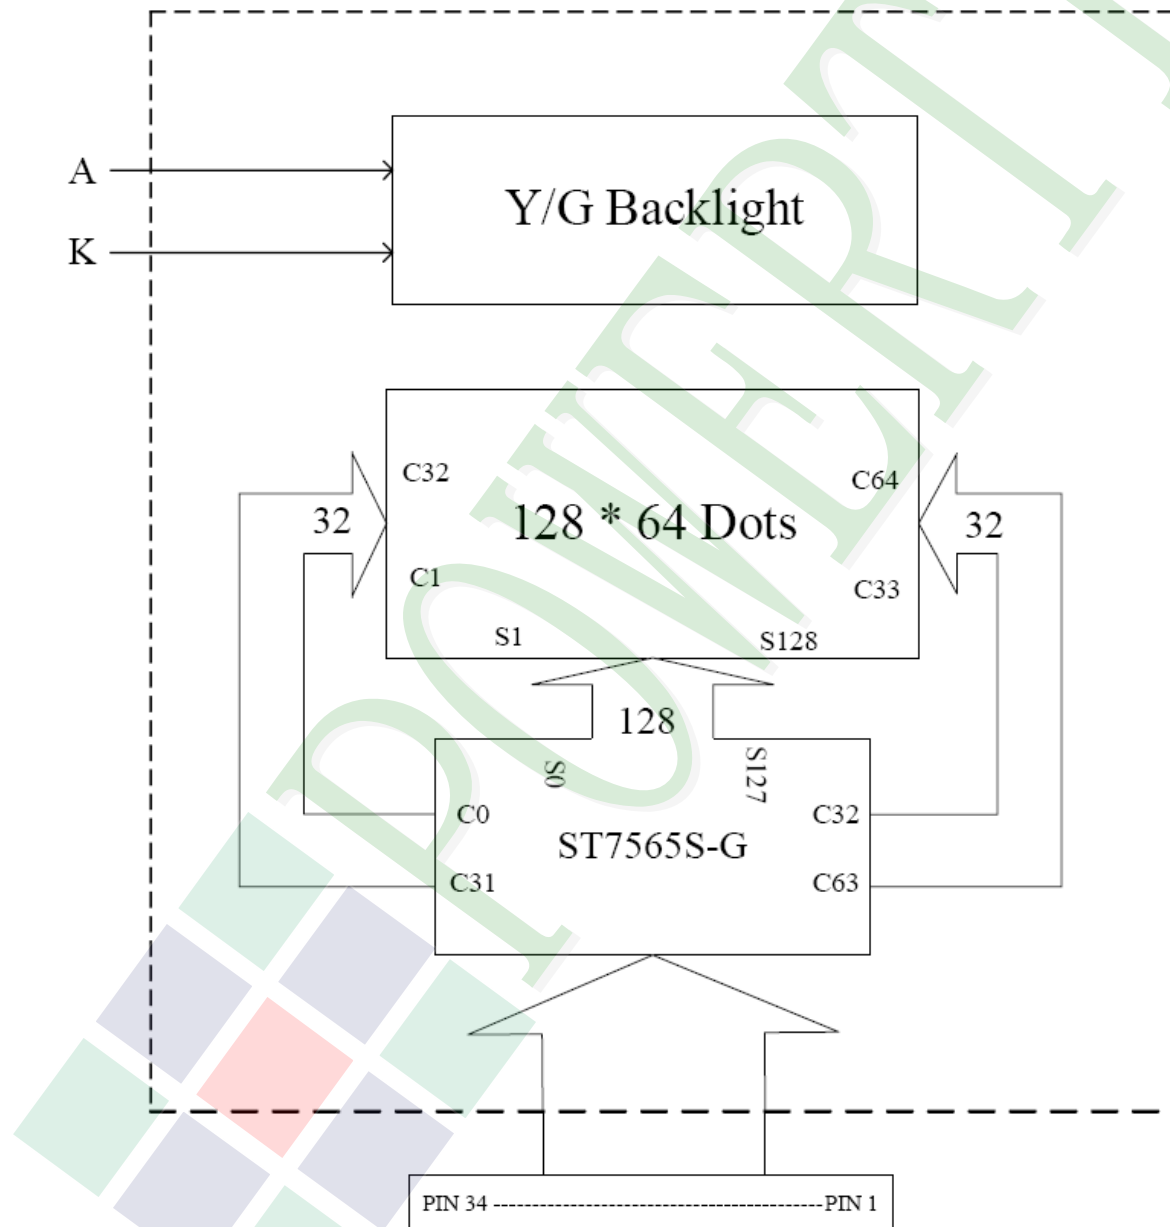 A
K
Y/G Backlight
C32
C64
32
128 * 64 Dots
32
C1
C33
S1
S128
128
S0
S127
C0
C32
ST7565S-G
C31
C63
PIN 34 ---------------------------------------- PIN 1
POWERT